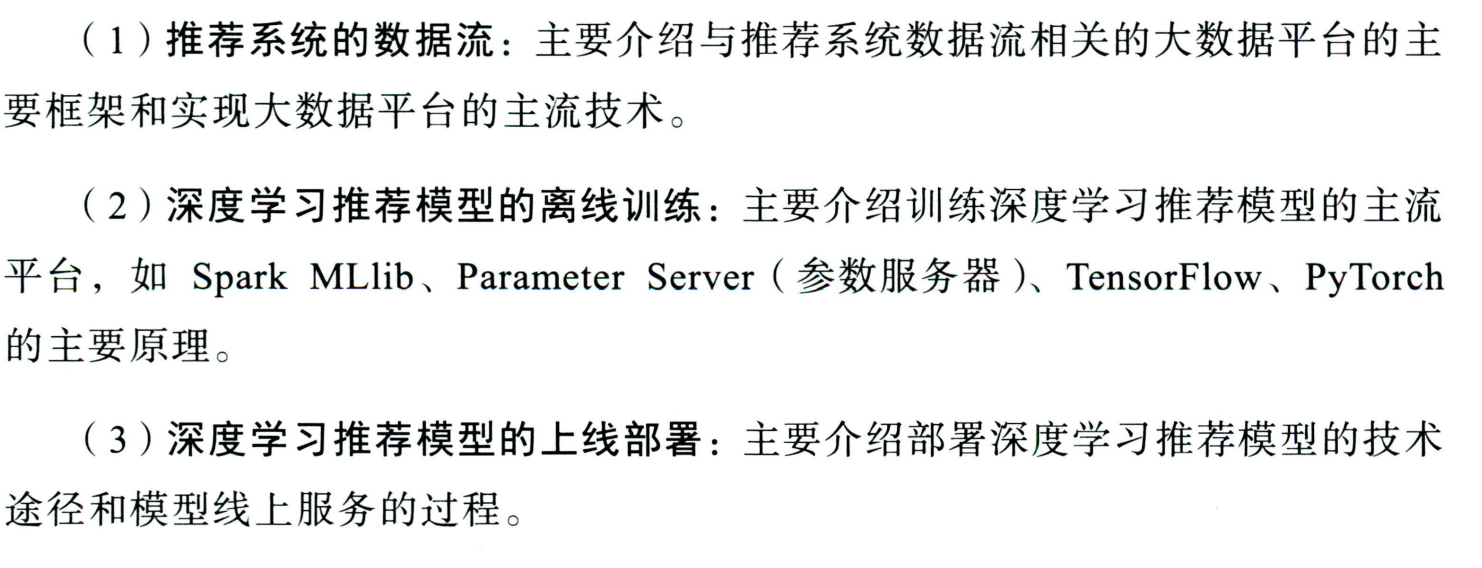 （1）推荐系统的数据流：主要介绍与推荐系统数据流相关的大数据平台的主
要框架和实现大数据平台的主流技术。
（2）深度学习推荐模型的离线训练：主要介绍训练深度学习推荐模型的主流
平台，如 Spark MLlib、Parameter Server（参数服务器）、TensorFlow、PyTorch
的主要原理。
（3）深度学习推荐模型的上线部署：主要介绍部署深度学习推荐模型的技术
途径和模型线上服务的过程。